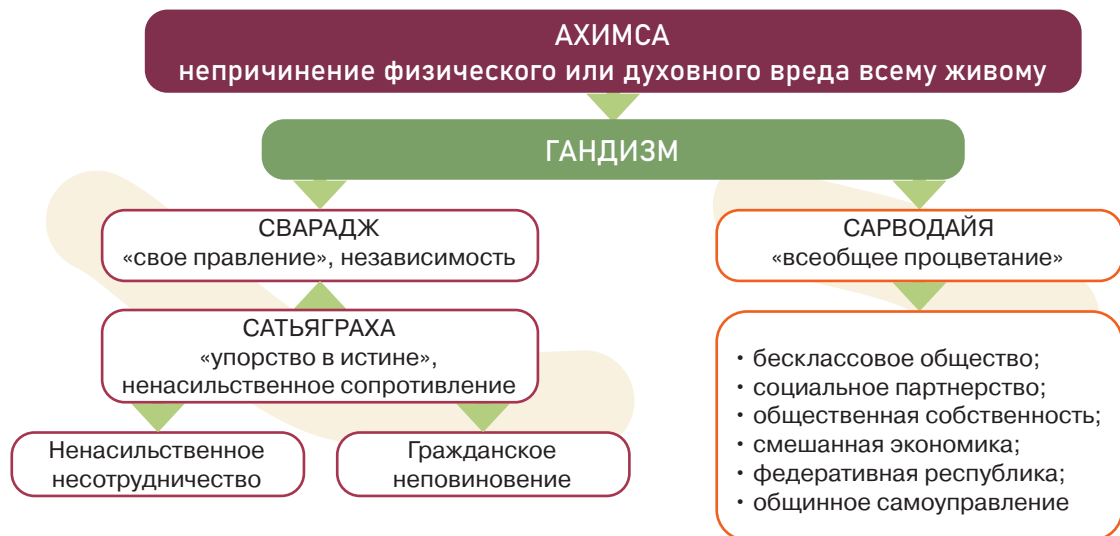 АХИМСА
непричинение физического или духовного вреда всему живому
ГАНДИЗМ
СВАРАДЖ
«свое правление», независимость
САТЬЯГРАХА
«упорство в истине»,
ненасильственное сопротивление
Ненасильственное
несотрудничество
Гражданское
неповиновение
САРВОДАЙЯ
«всеобщее процветание»
• бесклассовое общество;
• социальное партнерство;
• общественная собственность;
• смешанная экономика;
• федеративная республика;
• общинное самоуправление